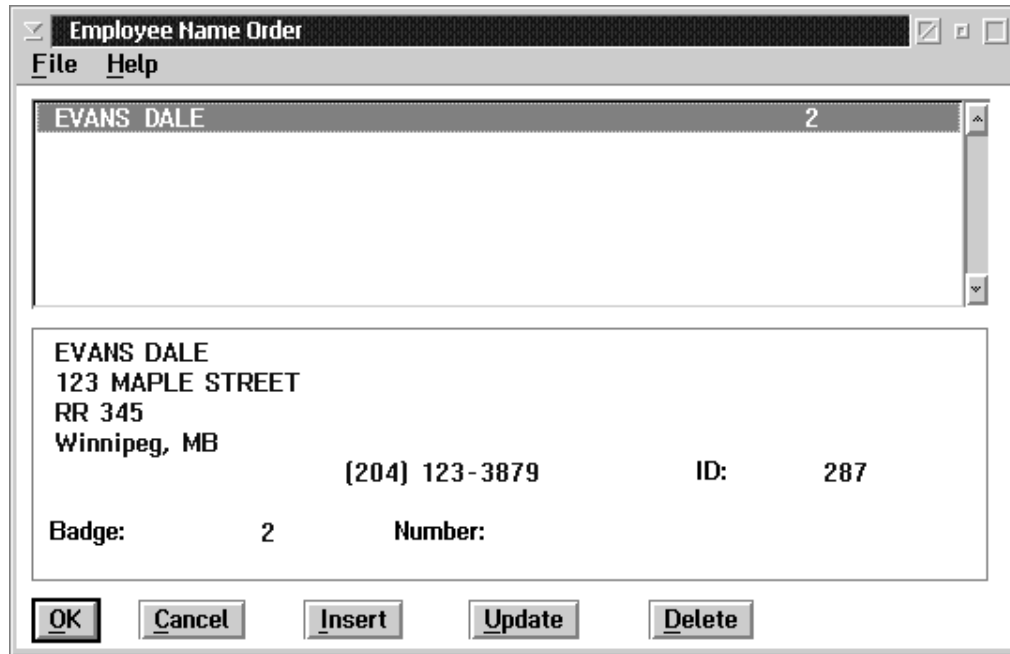 Employee Name Order
File Help
EVANS DALE 2
EVANS DALE
123 MAPLE STREET
RR 345
Winnipeg, MB
(204) 123-3879 ID: 287
Badge: 2 Number:
OK Cancel Insert Update Delete